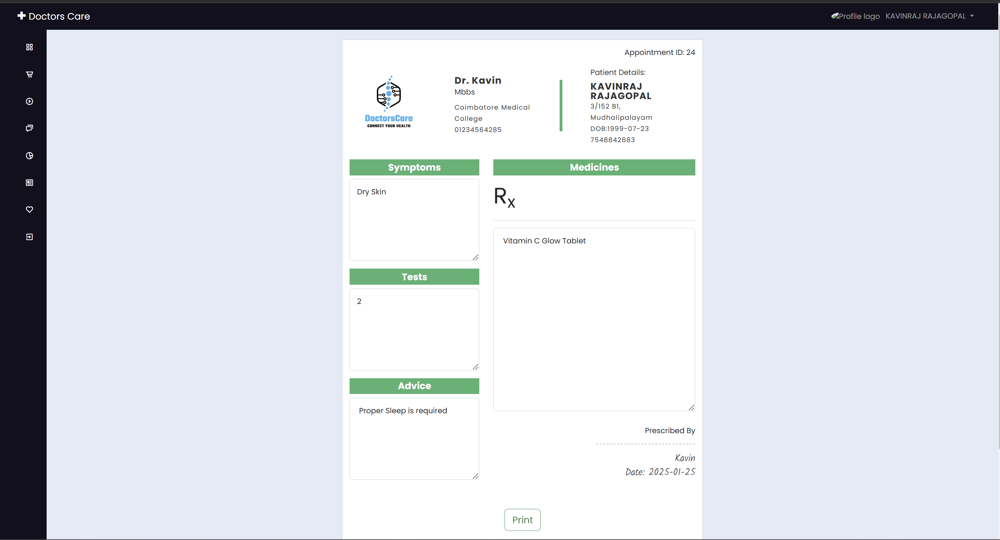 Doctors Care
Profile logo KAVINRAJ RAJAGOPAL
Appointment ID: 24
DoctorsCare
CONNECT YOUR HEALTH
Dr. Kavin
Mbbs
Coimbatore Medical
College
01234564285
Patient Details:
KAVINRAJ
RAJAGOPAL
3/152 B1,
Mudhalipalayam
DOB:1999-07-23
7548842683
Symptoms
Dry Skin
Tests
2
Advice
Proper Sleep is required
Medicines
Rx
Vitamin C Glow Tablet
Prescribed By
Kavin
Date: 2025-01-25
Print